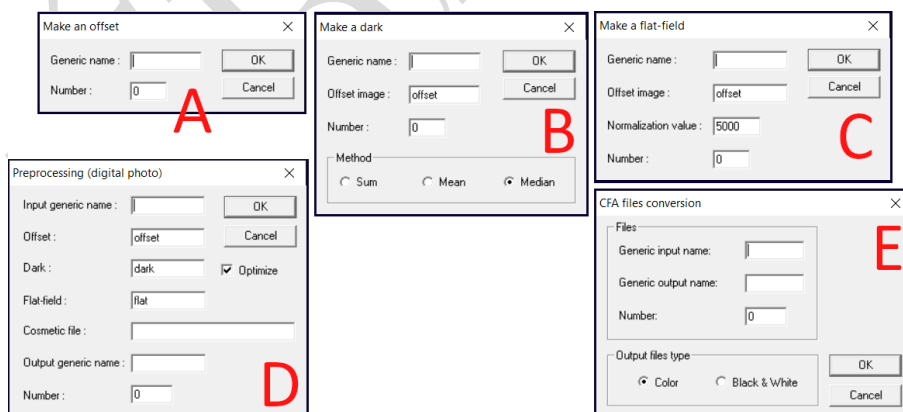 Make an offset
Generic name :
OK
Number : 0
Cancel
A
Make a dark
Generic name :
OK
Offset image : offset
Cancel
Number : 0
B
Method
Sum Mean Median
Make a flat-field
Generic name :
OK
Offset image : offset
Cancel
Normalization value : 5000
Number : 0
C
Preprocessing (digital photo)
Input generic name :
OK
Offset : offset
Cancel
Dark : dark
Optimize
Flat-field : flat
Cosmetic file :
Output generic name :
Number : 0
D
CFA files conversion
Files
Generic input name:
Generic output name:
Number: 0
E
Output files type
Color Black & White
OK
Cancel